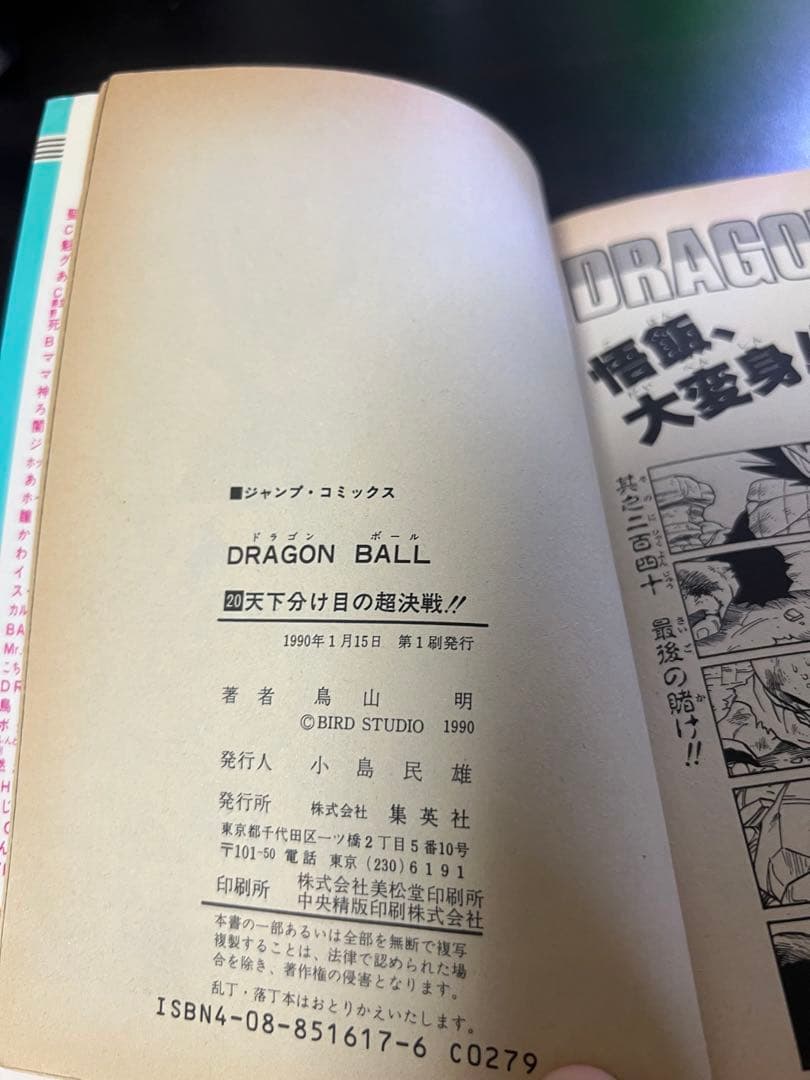 ■ジャンプ・コミックス
ドラゴン ボール
DRAGON BALL
20天下分け目の超決戦!!
1990年1月15日 第1刷発行
著者 鳥山 明
©BIRD STUDIO 1990
発行人 小島民雄
発行所 株式会社 集英社
東京都千代田区一ツ橋2丁目5番10号
〒101-50 電話 東京(230)6191
印刷所 株式会社美松堂印刷所
中央精版印刷株式会社
本書の一部あるいは全部を無断で複写
複製することは、法律で認められた場
合を除き、著作権の侵害となります。
乱丁・落丁本はおとりかえいたします。
ISBN4-08-851617-6 C0279
DRAGO
悟飯、
大変身!
其之二百四十 最後の賭け!!